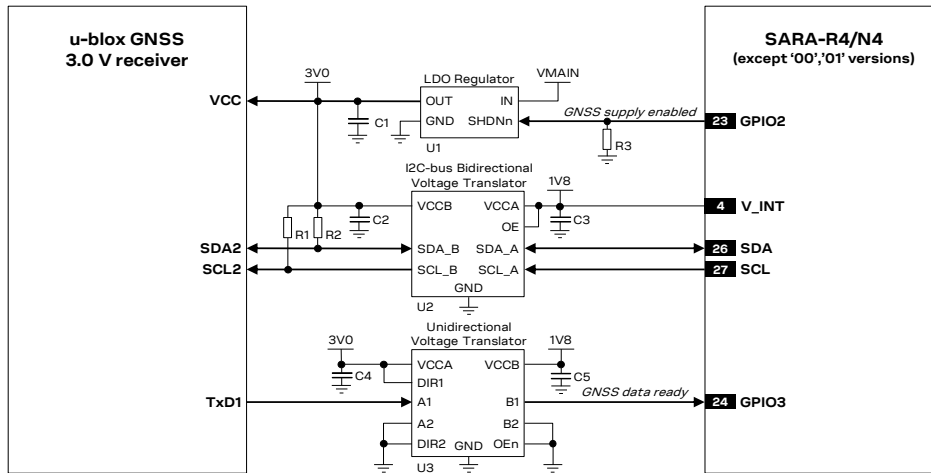 u-blox GNSS
3.0 V receiver
SARA-R4/N4
(except ‘00’,’01’ versions)
3V0
LDO Regulator
VMAIN
VCC
OUT
IN
GNSS supply enabled
C1
GND
SHDNn
23
GPIO2
U1
R3
I2C-bus Bidirectional
Voltage Translator
1V8
VCCB
VCCA
4
V_INT
C2
C3
R1
R2
OE
SDA2
SDA_B
SDA_A
26
SDA
SCL2
SCL_B
SCL_A
27
SCL
GND
U2
Unidirectional
Voltage Translator
3V0
1V8
VCCA
VCCB
C4
DIR1
C5
GNSS data ready
TxD1
A1
B1
24
GPIO3
A2
B2
DIR2
GND
OEn
U3